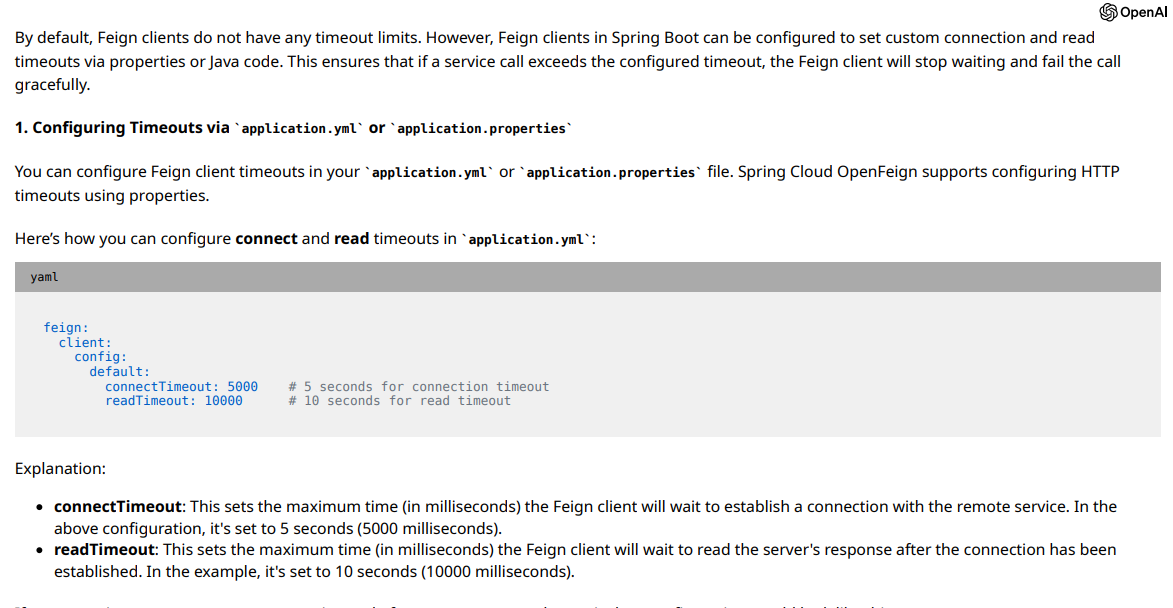 OpenAI
By default, Feign clients do not have any timeout limits. However, Feign clients in Spring Boot can be configured to set custom connection and read
timeouts via properties or Java code. This ensures that if a service call exceeds the configured timeout, the Feign client will stop waiting and fail the call
gracefully.
1. Configuring Timeouts via `application.yml` or `application.properties`
You can configure Feign client timeouts in your `application.yml` or `application.properties` file. Spring Cloud OpenFeign supports configuring HTTP
timeouts using properties.
Here’s how you can configure connect and read timeouts in `application.yml`:
yaml
feign:
  client:
    config:
      default:
        connectTimeout: 5000    # 5 seconds for connection timeout
        readTimeout: 10000      # 10 seconds for read timeout
Explanation:
• connectTimeout: This sets the maximum time (in milliseconds) the Feign client will wait to establish a connection with the remote service. In the
above configuration, it's set to 5 seconds (5000 milliseconds).
• readTimeout: This sets the maximum time (in milliseconds) the Feign client will wait to read the server's response after the connection has been
established. In the example, it's set to 10 seconds (10000 milliseconds).